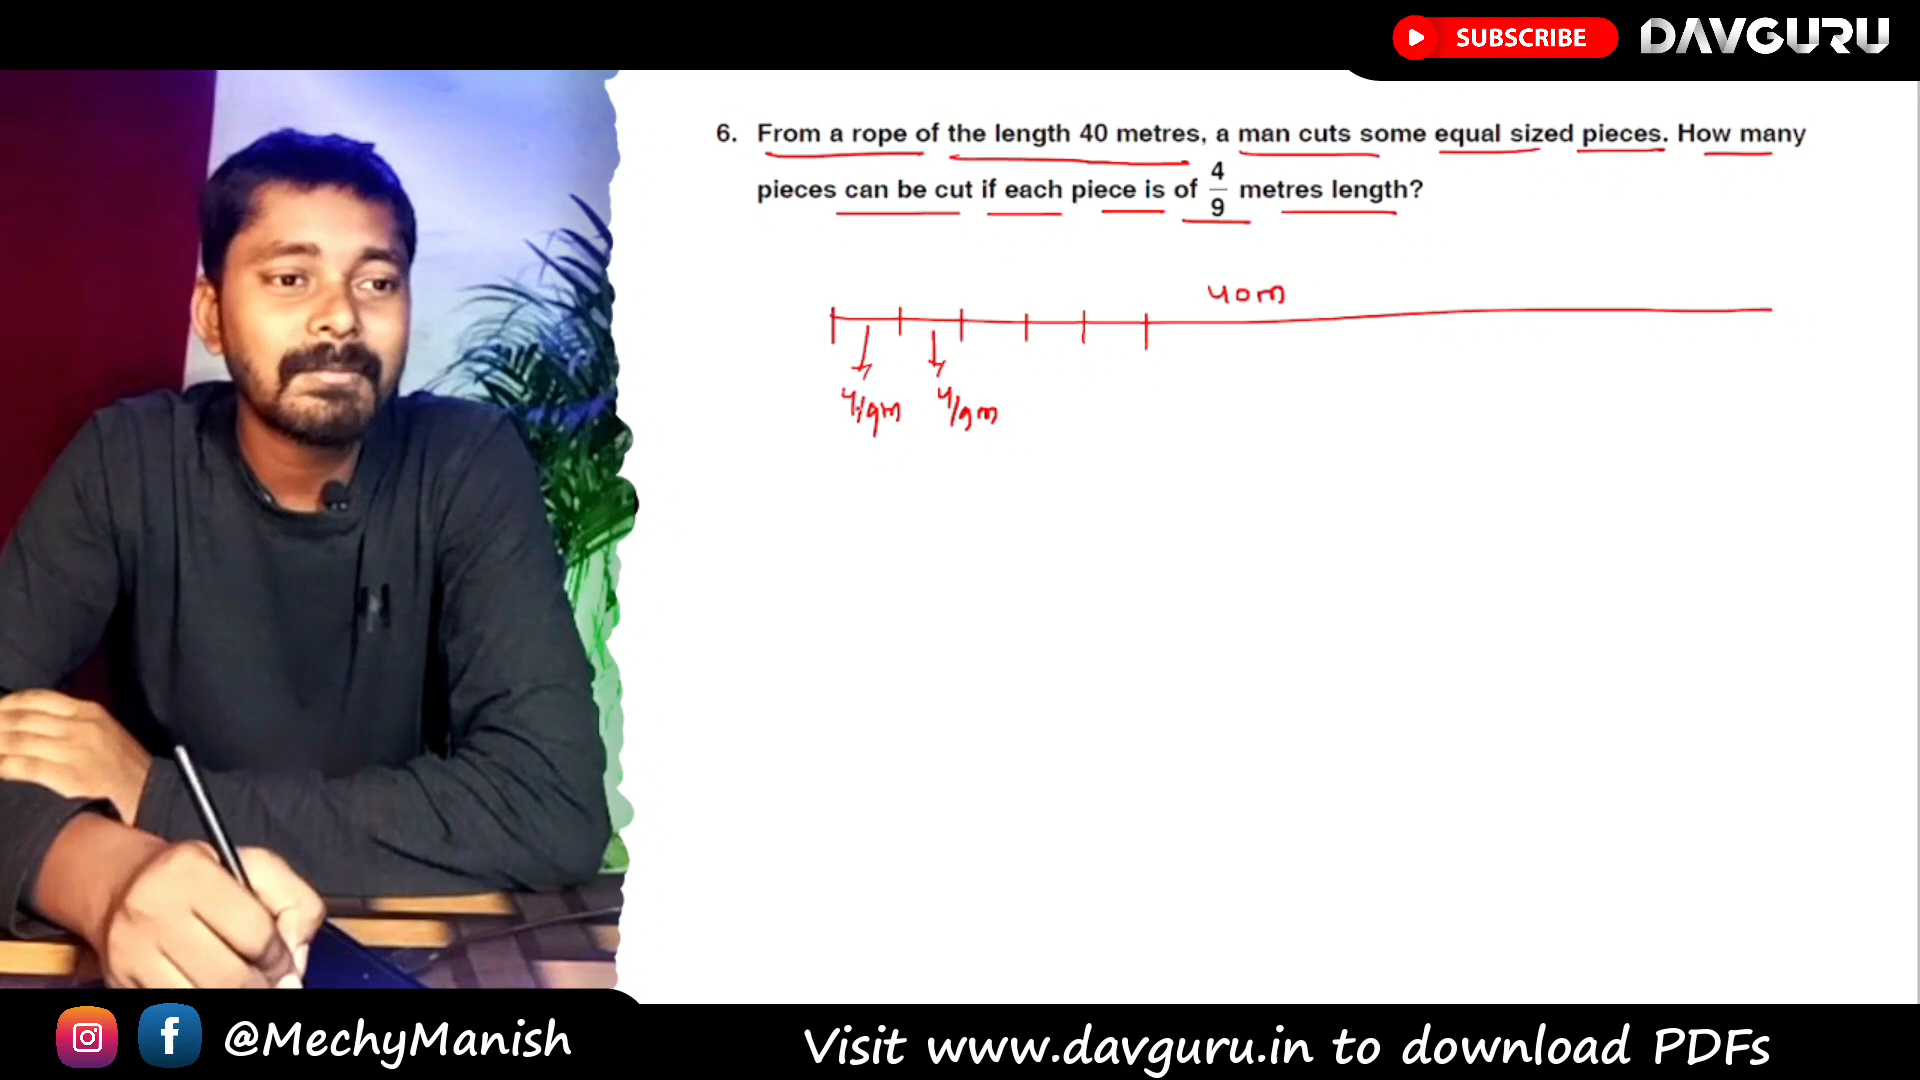 SUBSCRIBE DAVGURU
6. From a rope of the length 40 metres, a man cuts some equal sized pieces. How many
pieces can be cut if each piece is of 4/9 metres length?
40m
4/9m 4/9m
@MechyManish
Visit www.davguru.in to download PDFs